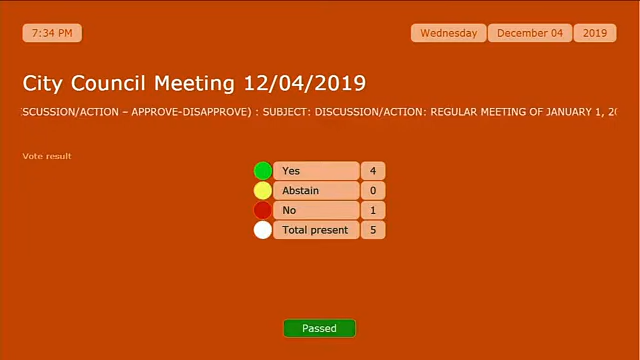 7:34 PM Wednesday December 04 2019
City Council Meeting 12/04/2019
SCUSSION/ACTION – APPROVE-DISAPPROVE) : SUBJECT: DISCUSSION/ACTION: REGULAR MEETING OF JANUARY 1, 20
Vote result
Yes 4
Abstain 0
No 1
Total present 5
Passed